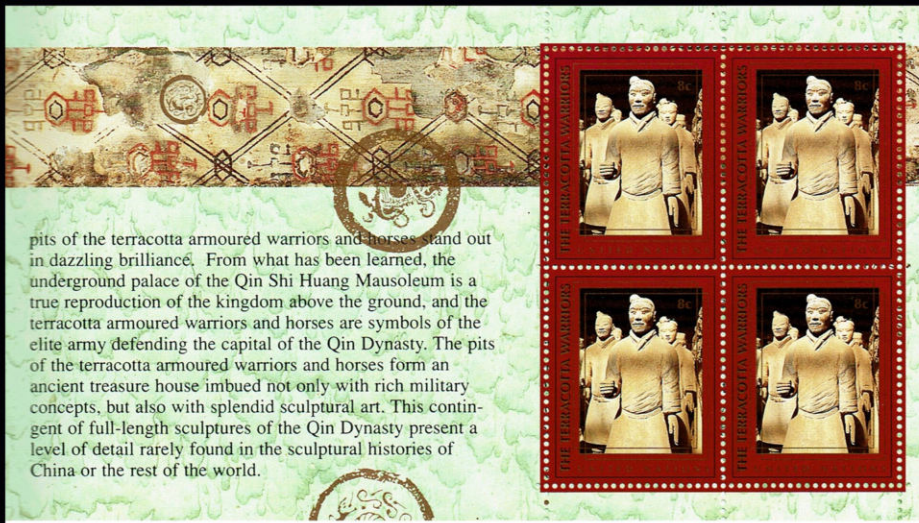 pits of the terracotta armoured warriors and horses stand out
in dazzling brilliance. From what has been learned, the
underground palace of the Qin Shi Huang Mausoleum is a
true reproduction of the kingdom above the ground, and the
terracotta armoured warriors and horses are symbols of the
elite army defending the capital of the Qin Dynasty. The pits
of the terracotta armoured warriors and horses form an
ancient treasure house imbued not only with rich military
concepts, but also with splendid sculptural art. This contin-
gent of full-length sculptures of the Qin Dynasty present a
level of detail rarely found in the sculptural histories of
China or the rest of the world.
THE TERRACOTTA WARRIORS
8c
THE TERRACOTTA WARRIORS
8c
THE TERRACOTTA WARRIORS
8c
THE TERRACOTTA WARRIORS
8c